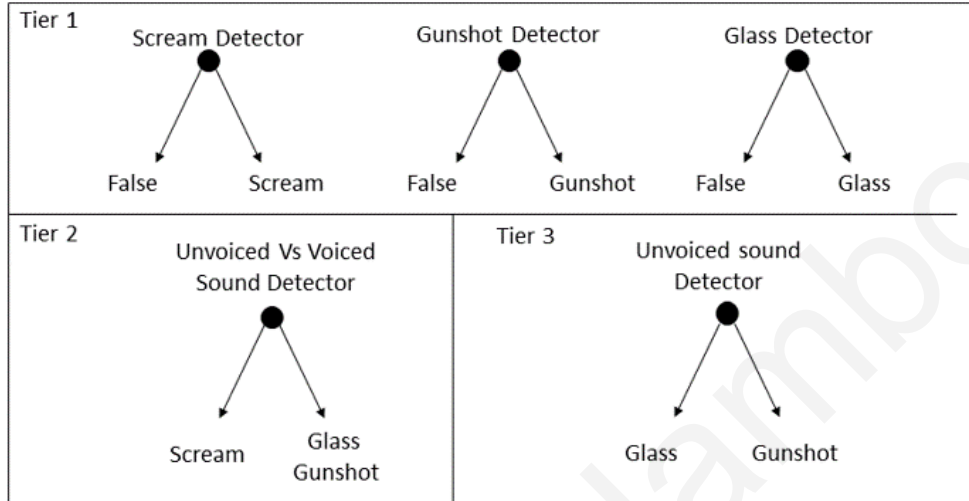 Tier 1
Scream Detector
Gunshot Detector
Glass Detector
False
Scream
False
Gunshot
False
Glass
Tier 2
Unvoiced Vs Voiced
Sound Detector
Scream
Glass
Gunshot
Tier 3
Unvoiced sound
Detector
Glass
Gunshot